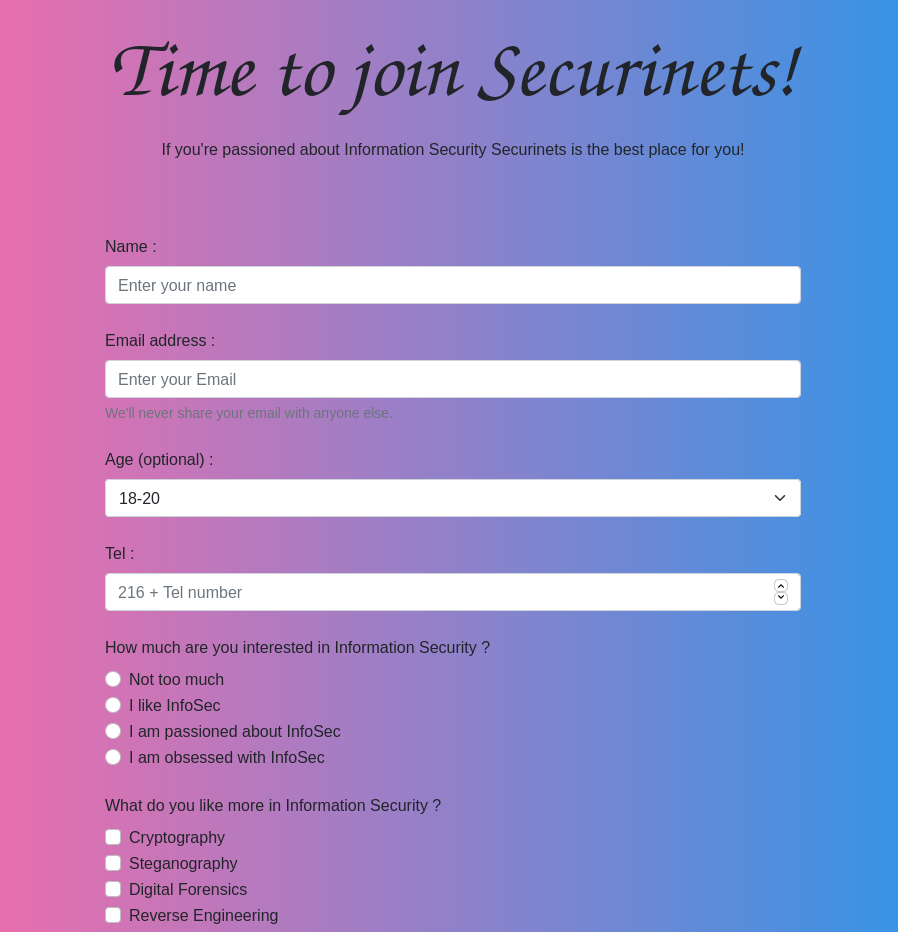 Time to join Securinets!
If you're passioned about Information Security Securinets is the best place for you!
Name :
Enter your name
Email address :
Enter your Email
We'll never share your email with anyone else.
Age (optional) :
18-20
Tel :
216 + Tel number
How much are you interested in Information Security ?
Not too much
I like InfoSec
I am passioned about InfoSec
I am obsessed with InfoSec
What do you like more in Information Security ?
Cryptography
Steganography
Digital Forensics
Reverse Engineering